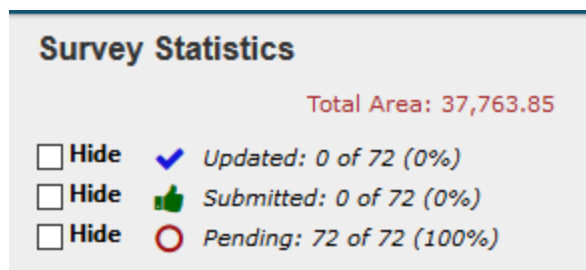 Survey Statistics
Total Area: 37,763.85
Hide Updated: 0 of 72 (0%)
Hide Submitted: 0 of 72 (0%)
Hide Pending: 72 of 72 (100%)